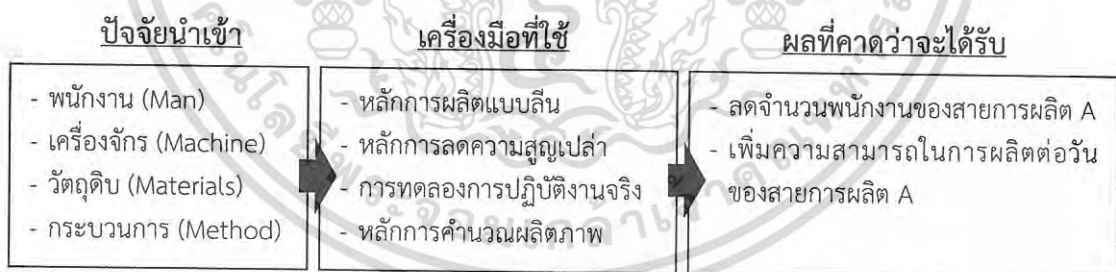 ปัจจัยนำเข้า
- พนักงาน (Man)
- เครื่องจักร (Machine)
- วัตถุดิบ (Materials)
- กระบวนการ (Method)
เครื่องมือที่ใช้
- หลักการผลิตแบบลีน
- หลักการลดความสูญเปล่า
- การทดลองการปฏิบัติงานจริง
- หลักการคำนวณผลิตภาพ
ผลที่คาดว่าจะได้รับ
- ลดจำนวนพนักงานของสายการผลิต A
- เพิ่มความสามารถในการผลิตต่อวัน
ของสายการผลิต A